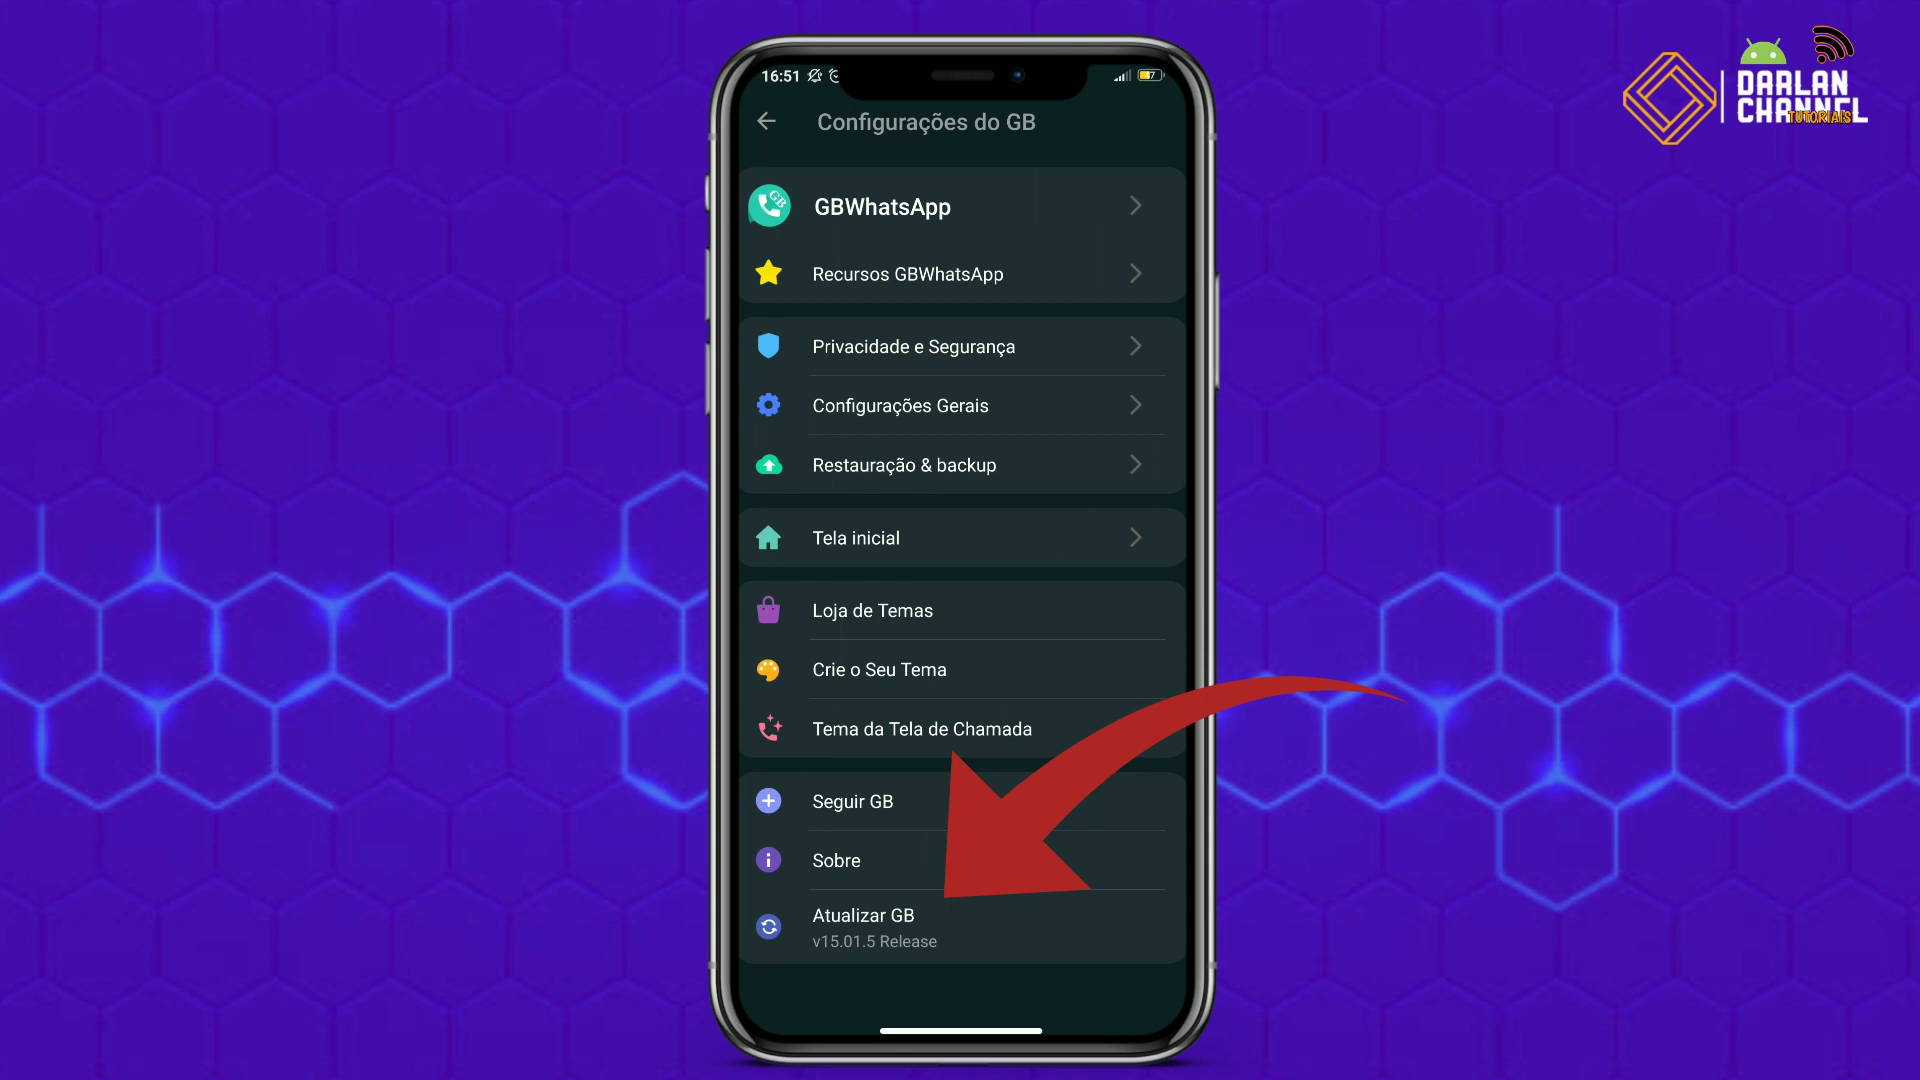 16:51
7
DARLAN
CHANNEL
TUTORIAIS
Configurações do GB
GB
GBWhatsApp
Recursos GBWhatsApp
Privacidade e Segurança
Configurações Gerais
Restauração & backup
Tela inicial
Loja de Temas
Crie o Seu Tema
Tema da Tela de Chamada
Seguir GB
Sobre
Atualizar GB
v15.01.5 Release